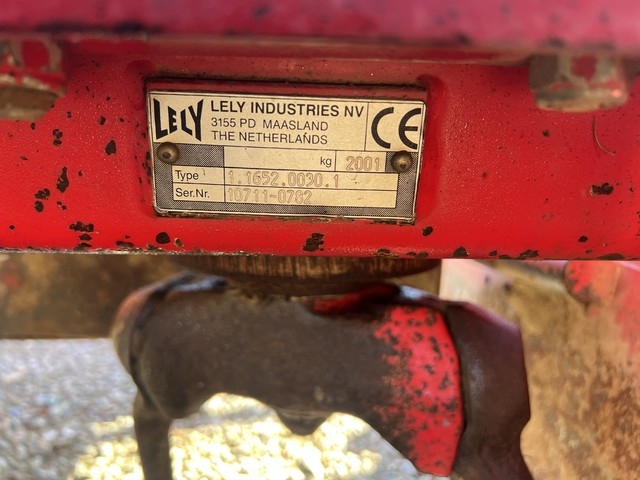 LELY
LELY INDUSTRIES NV
3155 PD MAASLAND
THE NETHERLANDS
CE
kg 2001
Type 1.1652.0030.1
Ser.Nr. 10711-0782